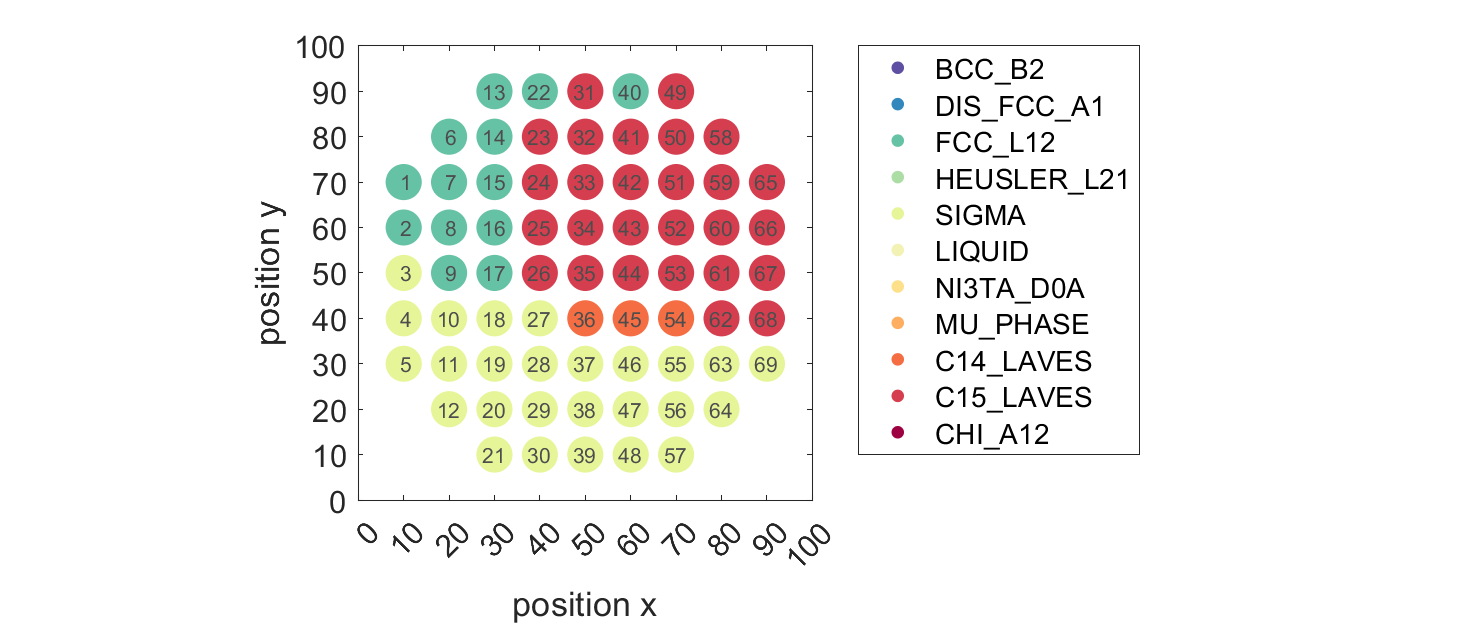 100
90
80
70
60
50
40
30
20
10
0
position y
13 22 31 40 49
6 14 23 32 41 50 58
1 7 15 24 33 42 51 59 65
2 8 16 25 34 43 52 60 66
3 9 17 26 35 44 53 61 67
4 10 18 27 36 45 54 62 68
5 11 19 28 37 46 55 63 69
12 20 29 38 47 56 64
21 30 39 48 57
0 10 20 30 40 50 60 70 80 90 100
position x
BCC_B2
DIS_FCC_A1
FCC_L12
HEUSLER_L21
SIGMA
LIQUID
NI3TA_D0A
MU_PHASE
C14_LAVES
C15_LAVES
CHI_A12